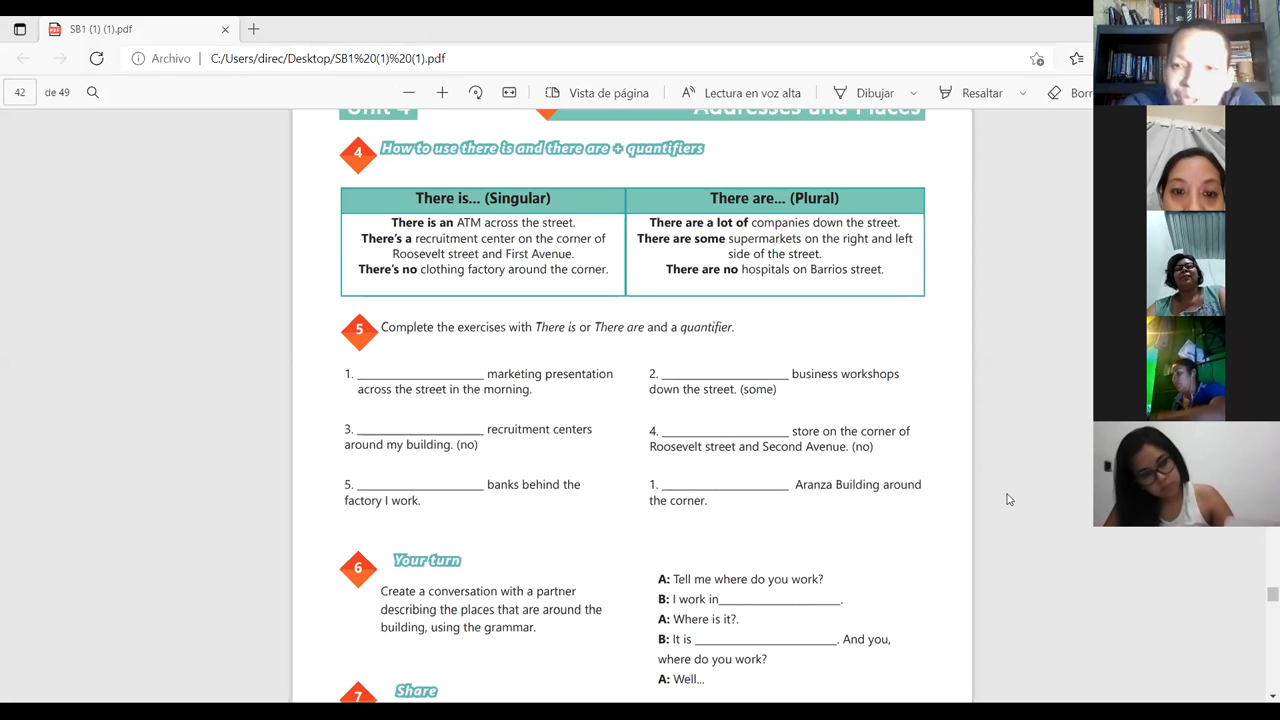 SB1 (1) (1).pdf
Archivo
C:/Users/direc/Desktop/SB1%20(1)%20(1).pdf
42 de 49
Vista de página
Lectura en voz alta
Dibujar
Resaltar
Borr
Unit 4
Addresses and Places
4 How to use there is and there are + quantifiers
There is... (Singular)
There is an ATM across the street.
There's a recruitment center on the corner of
Roosevelt street and First Avenue.
There's no clothing factory around the corner.
There are... (Plural)
There are a lot of companies down the street.
There are some supermarkets on the right and left
side of the street.
There are no hospitals on Barrios street.
5 Complete the exercises with There is or There are and a quantifier.
1. ____________________ marketing presentation
across the street in the morning.
2. ____________________ business workshops
down the street. (some)
3. ____________________ recruitment centers
around my building. (no)
4. ____________________ store on the corner of
Roosevelt street and Second Avenue. (no)
5. ____________________ banks behind the
factory I work.
1. ____________________ Aranza Building around
the corner.
6 Your turn
Create a conversation with a partner
describing the places that are around the
building, using the grammar.
A: Tell me where do you work?
B: I work in____________________.
A: Where is it?.
B: It is _______________________. And you,
where do you work?
A: Well...
7 Share